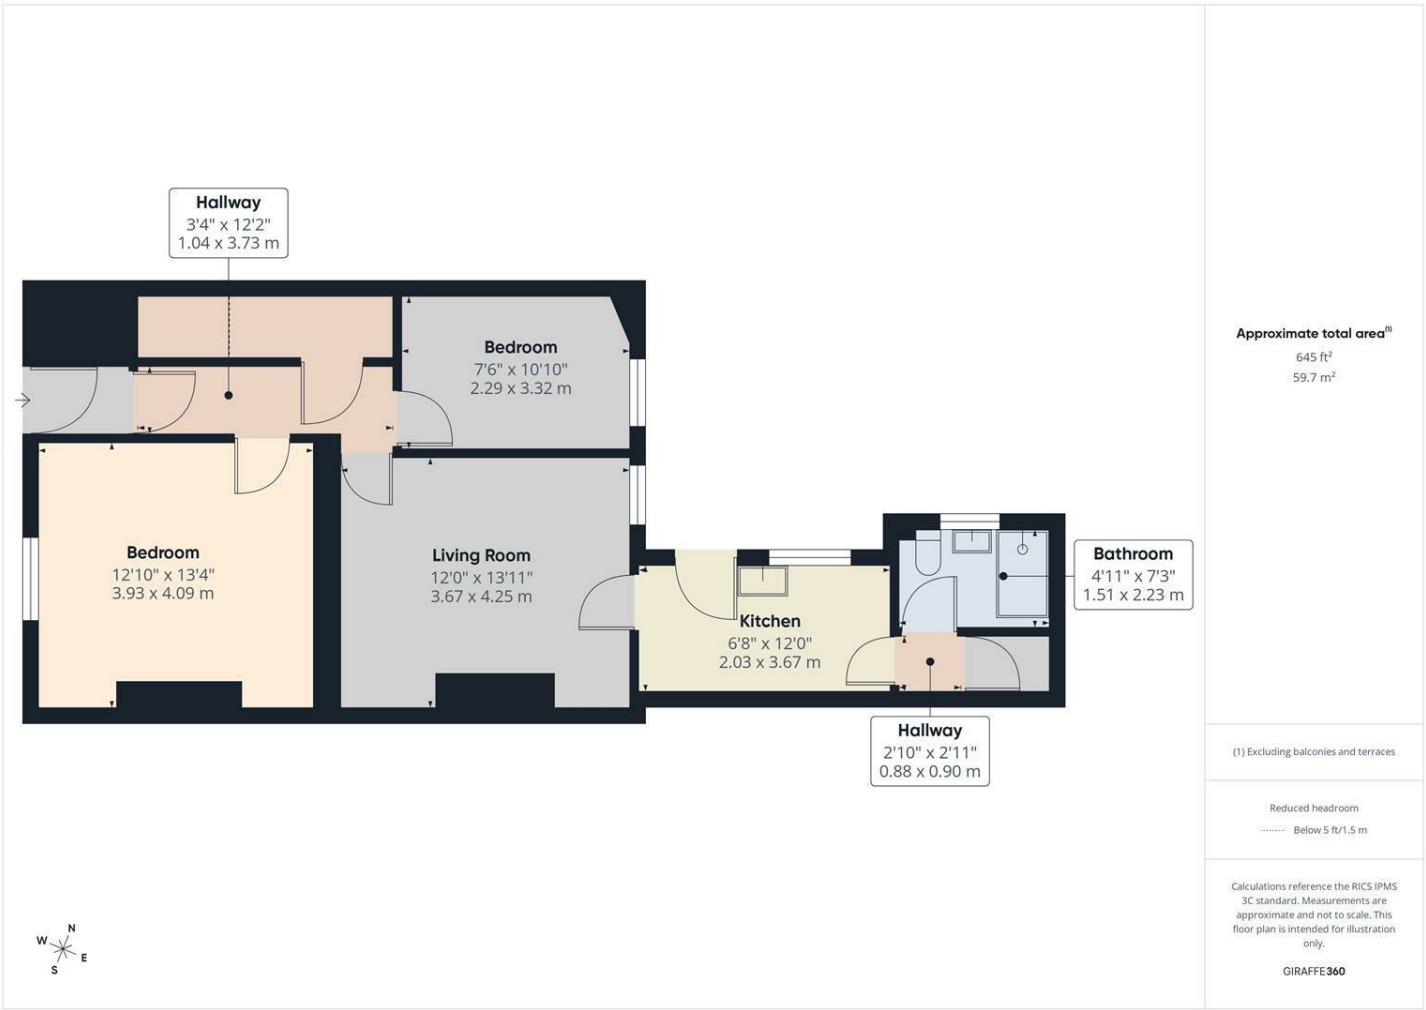 Hallway
3'4" x 12'2"
1.04 x 3.73 m
Bedroom
7'6" x 10'10"
2.29 x 3.32 m
Bedroom
12'10" x 13'4"
3.93 x 4.09 m
Living Room
12'0" x 13'11"
3.67 x 4.25 m
Kitchen
6'8" x 12'0"
2.03 x 3.67 m
Bathroom
4'11" x 7'3"
1.51 x 2.23 m
Hallway
2'10" x 2'11"
0.88 x 0.90 m
N
W
E
S
Approximate total area(1)
645 ft²
59.7 m²
(1) Excluding balconies and terraces
Reduced headroom
Below 5 ft/1.5 m
Calculations reference the RICS IPMS
3C standard. Measurements are
approximate and not to scale. This
floor plan is intended for illustration
only.
GIRAFFE360